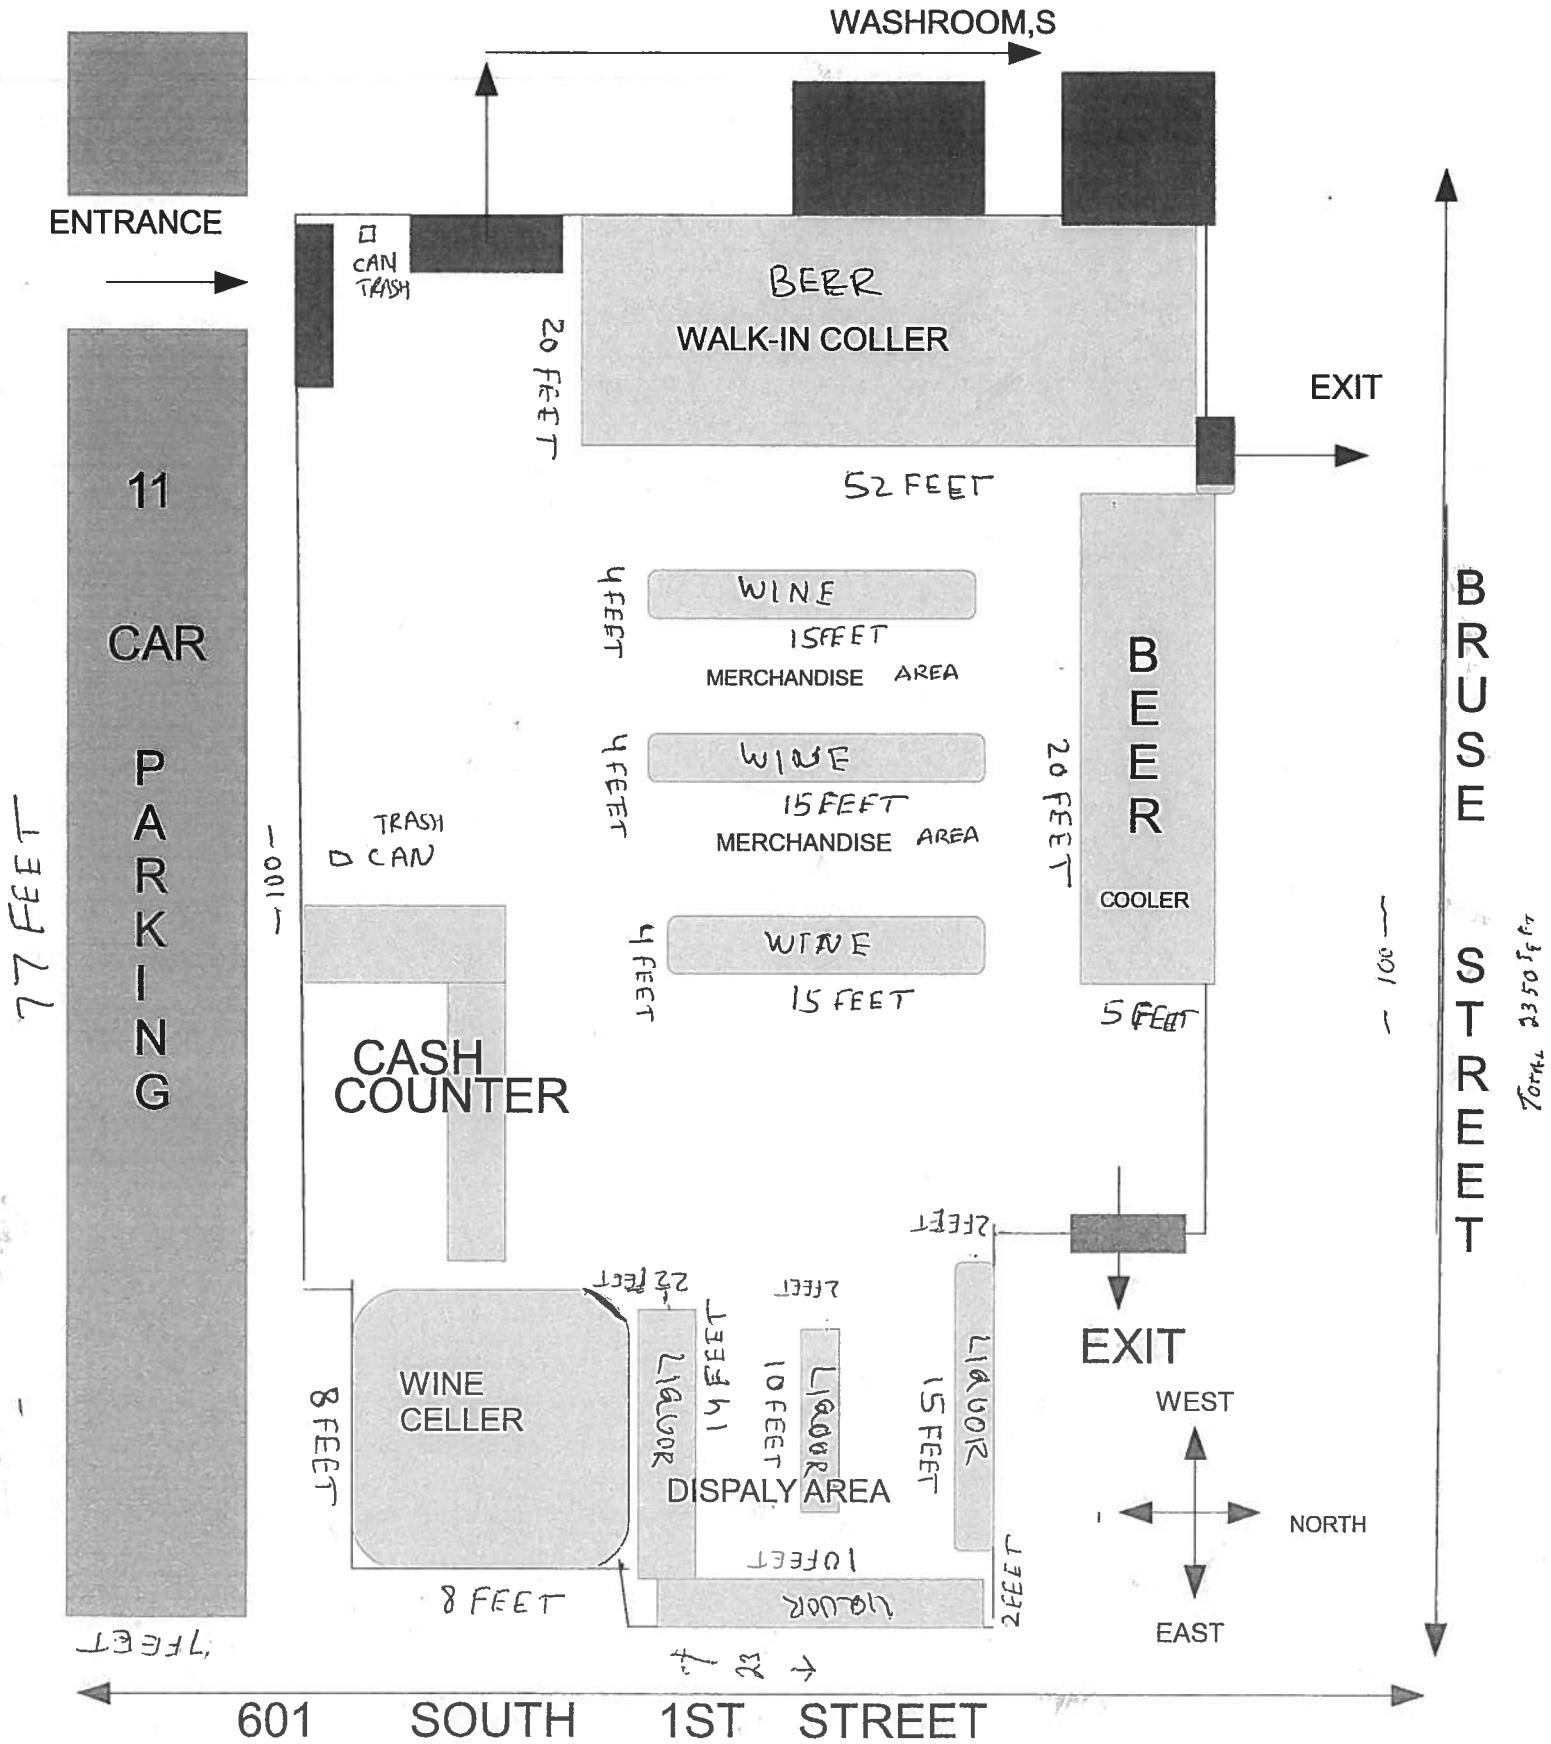 WASHROOM,S
ENTRANCE
CAN
TRASH
BEER
WALK-IN COLLER
20 FEET
52 FEET
EXIT
11
CAR
PARKING
77 FEET
7 FEET
WINE
4 FEET
15 FEET
MERCHANDISE AREA
WINE
4 FEET
15 FEET
MERCHANDISE AREA
WINE
4 FEET
15 FEET
BEER
COOLER
20 FEET
5 FEET
BRUSE STREET
- 100 -
TOTAL 2350 SqFt
- 100 -
TRASH
CAN
CASH
COUNTER
WINE
CELLER
8 FEET
8 FEET
LIQUOR
14 FEET
2 FEET
LIQUOR
10 FEET
2 FEET
LIQUOR
15 FEET
DISPALY AREA
10 FEET
LIQUOR
2 FEET
23
EXIT
WEST
NORTH
EAST
601 SOUTH 1ST STREET